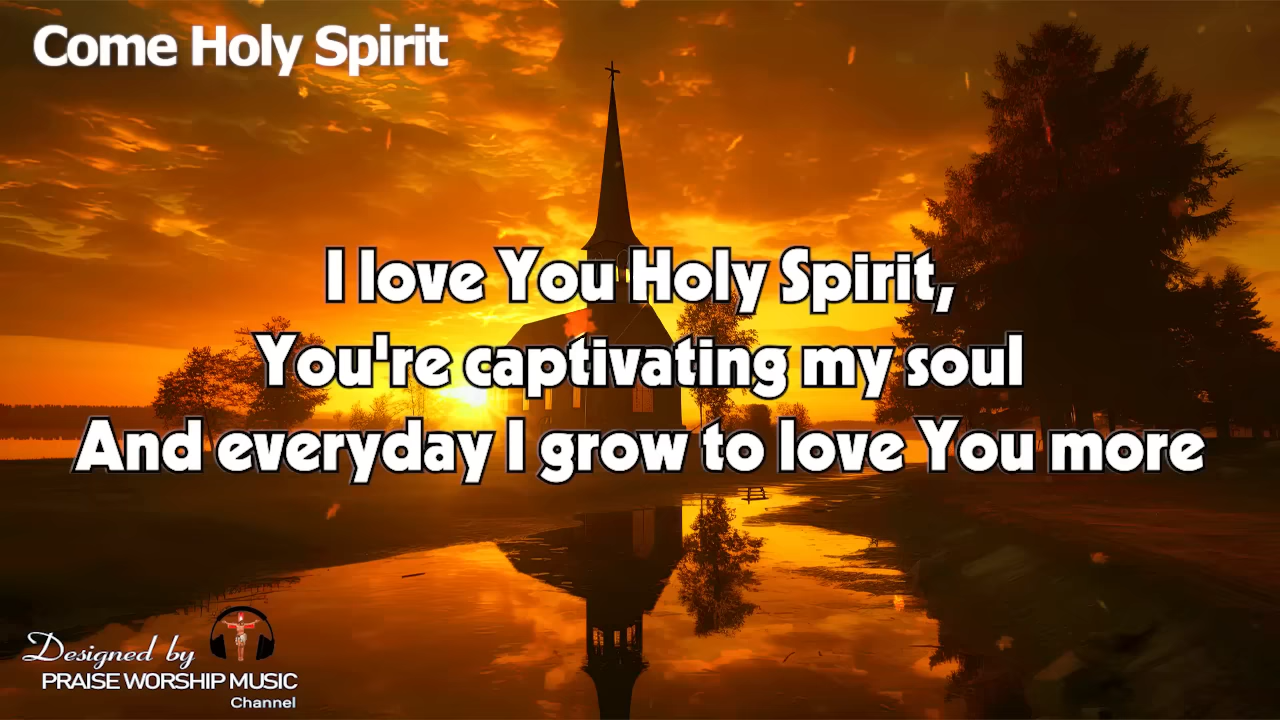 Come Holy Spirit
I love You Holy Spirit,
You're captivating my soul
And everyday I grow to love You more
Designed by
PRAISE WORSHIP MUSIC
Channel